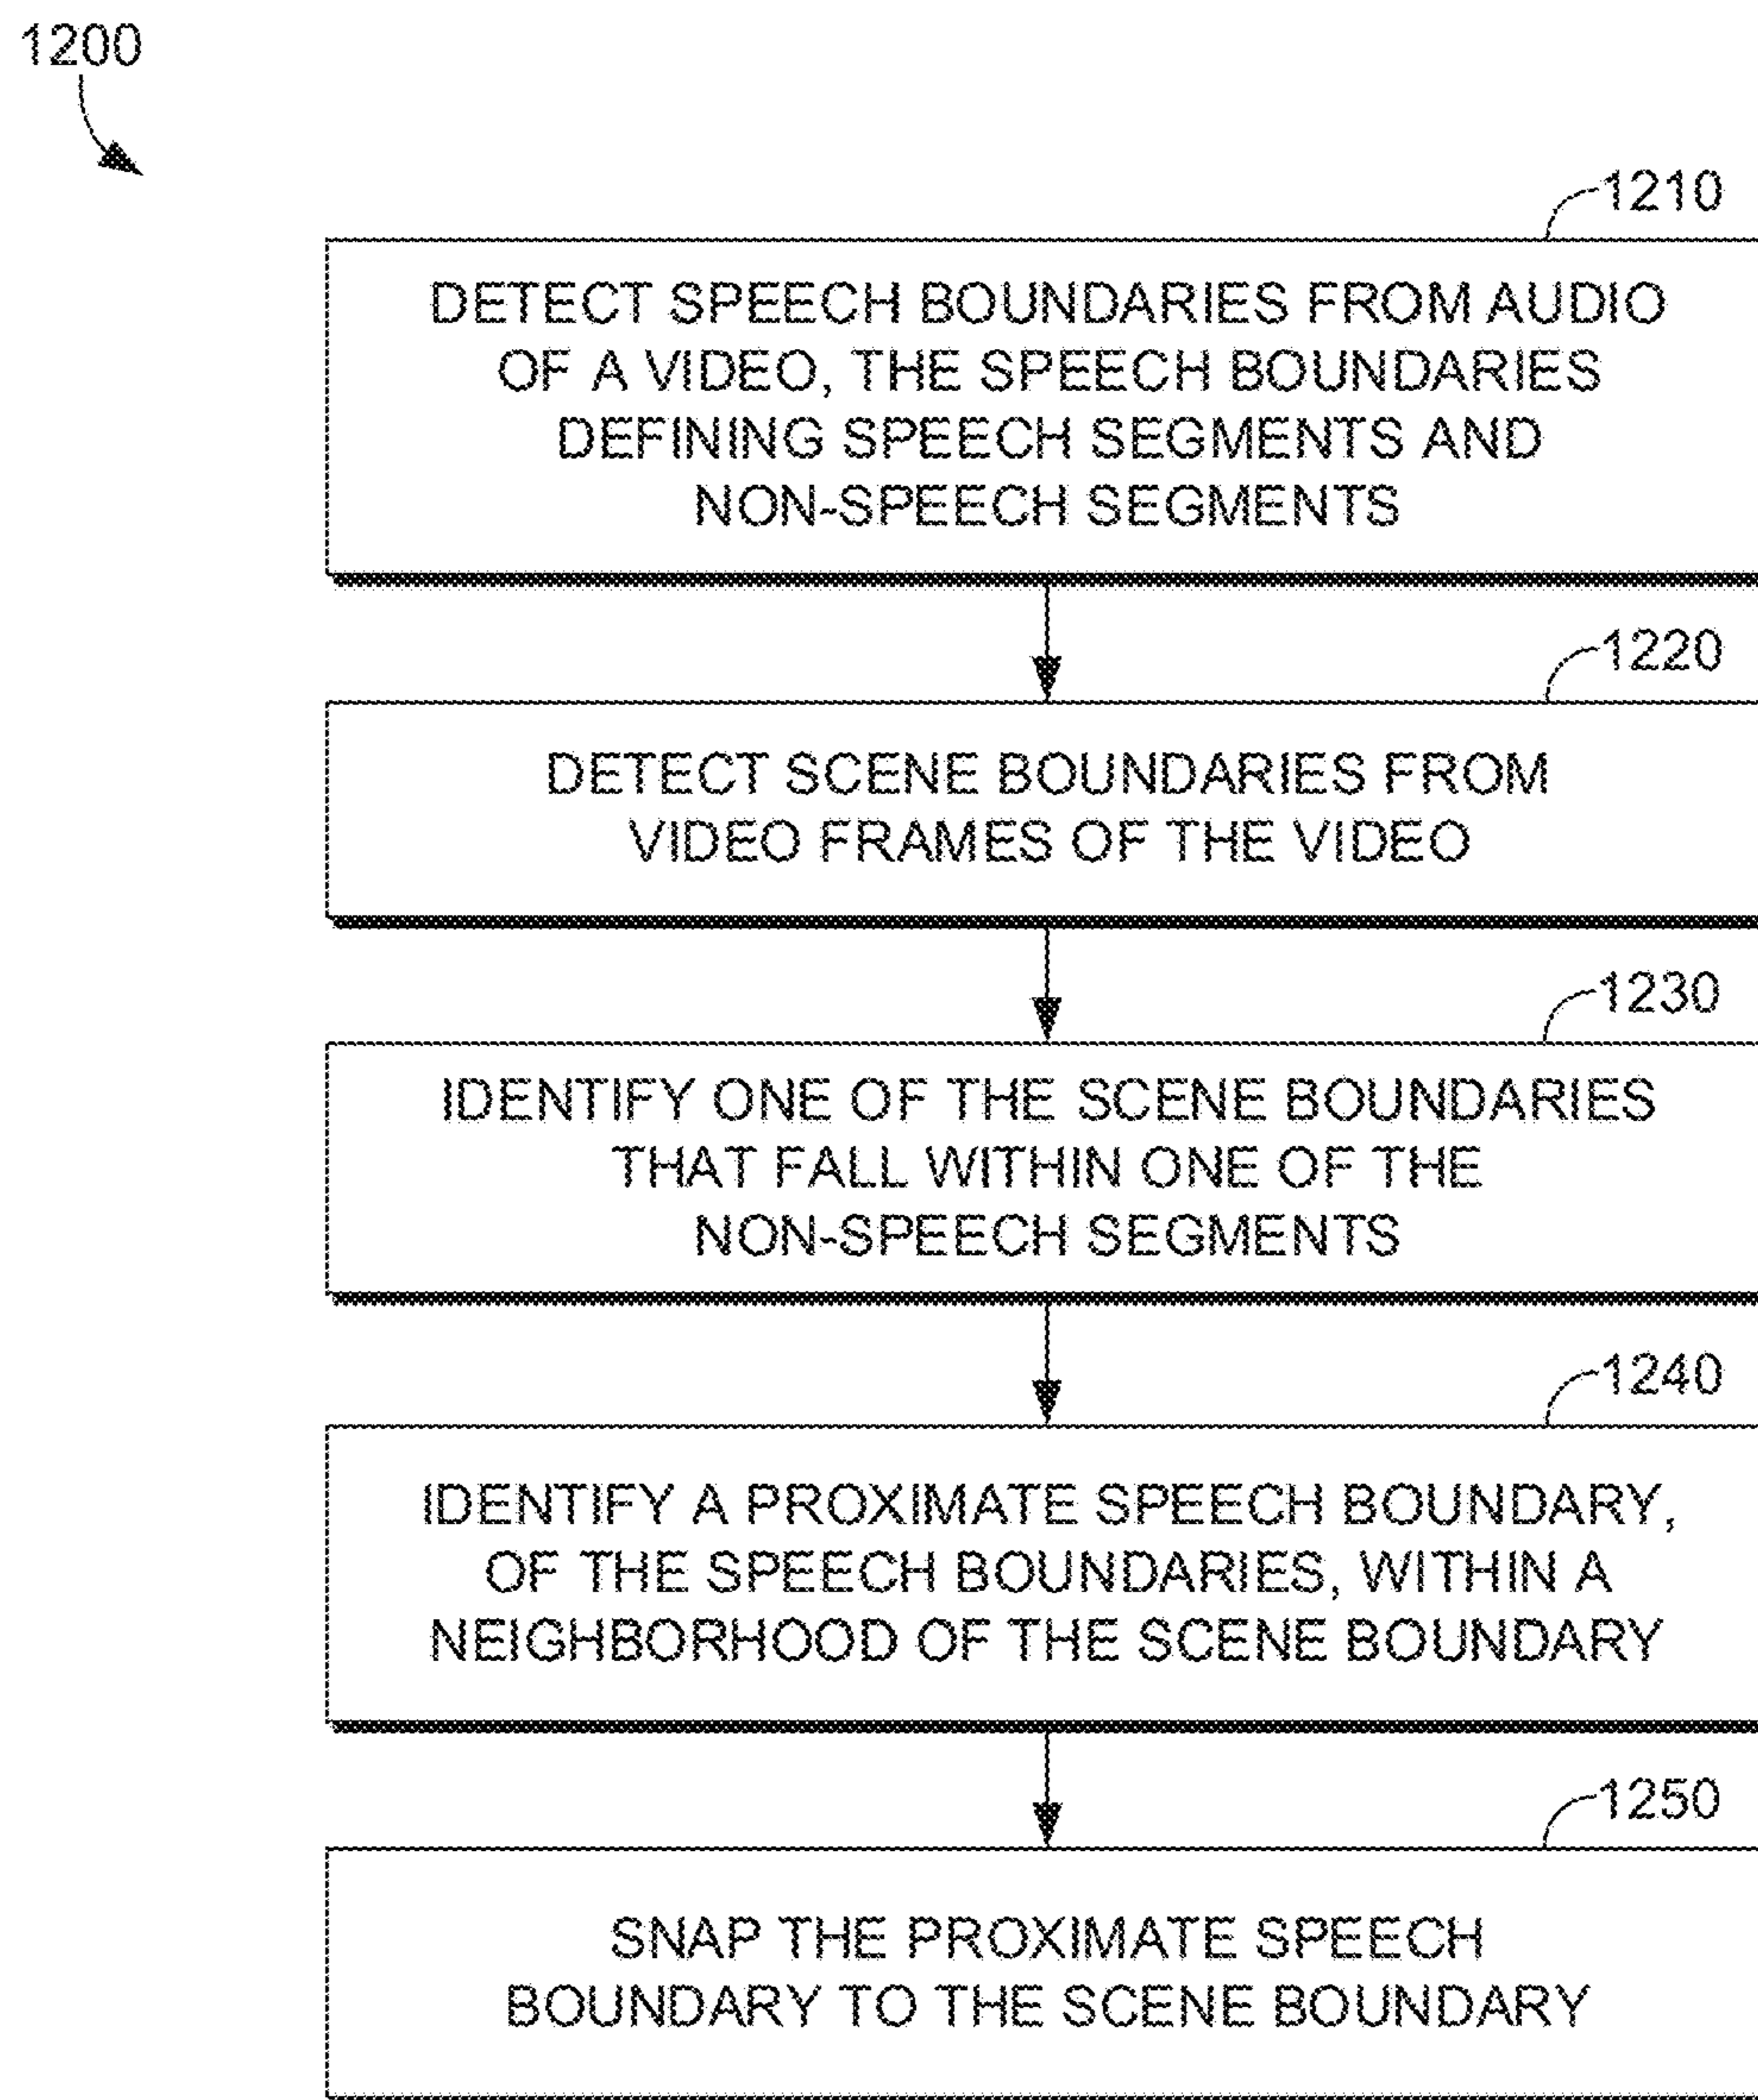 1200
1210
DETECT SPEECH BOUNDARIES FROM AUDIO
OF A VIDEO, THE SPEECH BOUNDARIES
DEFINING SPEECH SEGMENTS AND
NON-SPEECH SEGMENTS
1220
DETECT SCENE BOUNDARIES FROM
VIDEO FRAMES OF THE VIDEO
1230
IDENTIFY ONE OF THE SCENE BOUNDARIES
THAT FALL WITHIN ONE OF THE
NON-SPEECH SEGMENTS
1240
IDENTIFY A PROXIMATE SPEECH BOUNDARY,
OF THE SPEECH BOUNDARIES, WITHIN A
NEIGHBORHOOD OF THE SCENE BOUNDARY
1250
SNAP THE PROXIMATE SPEECH
BOUNDARY TO THE SCENE BOUNDARY